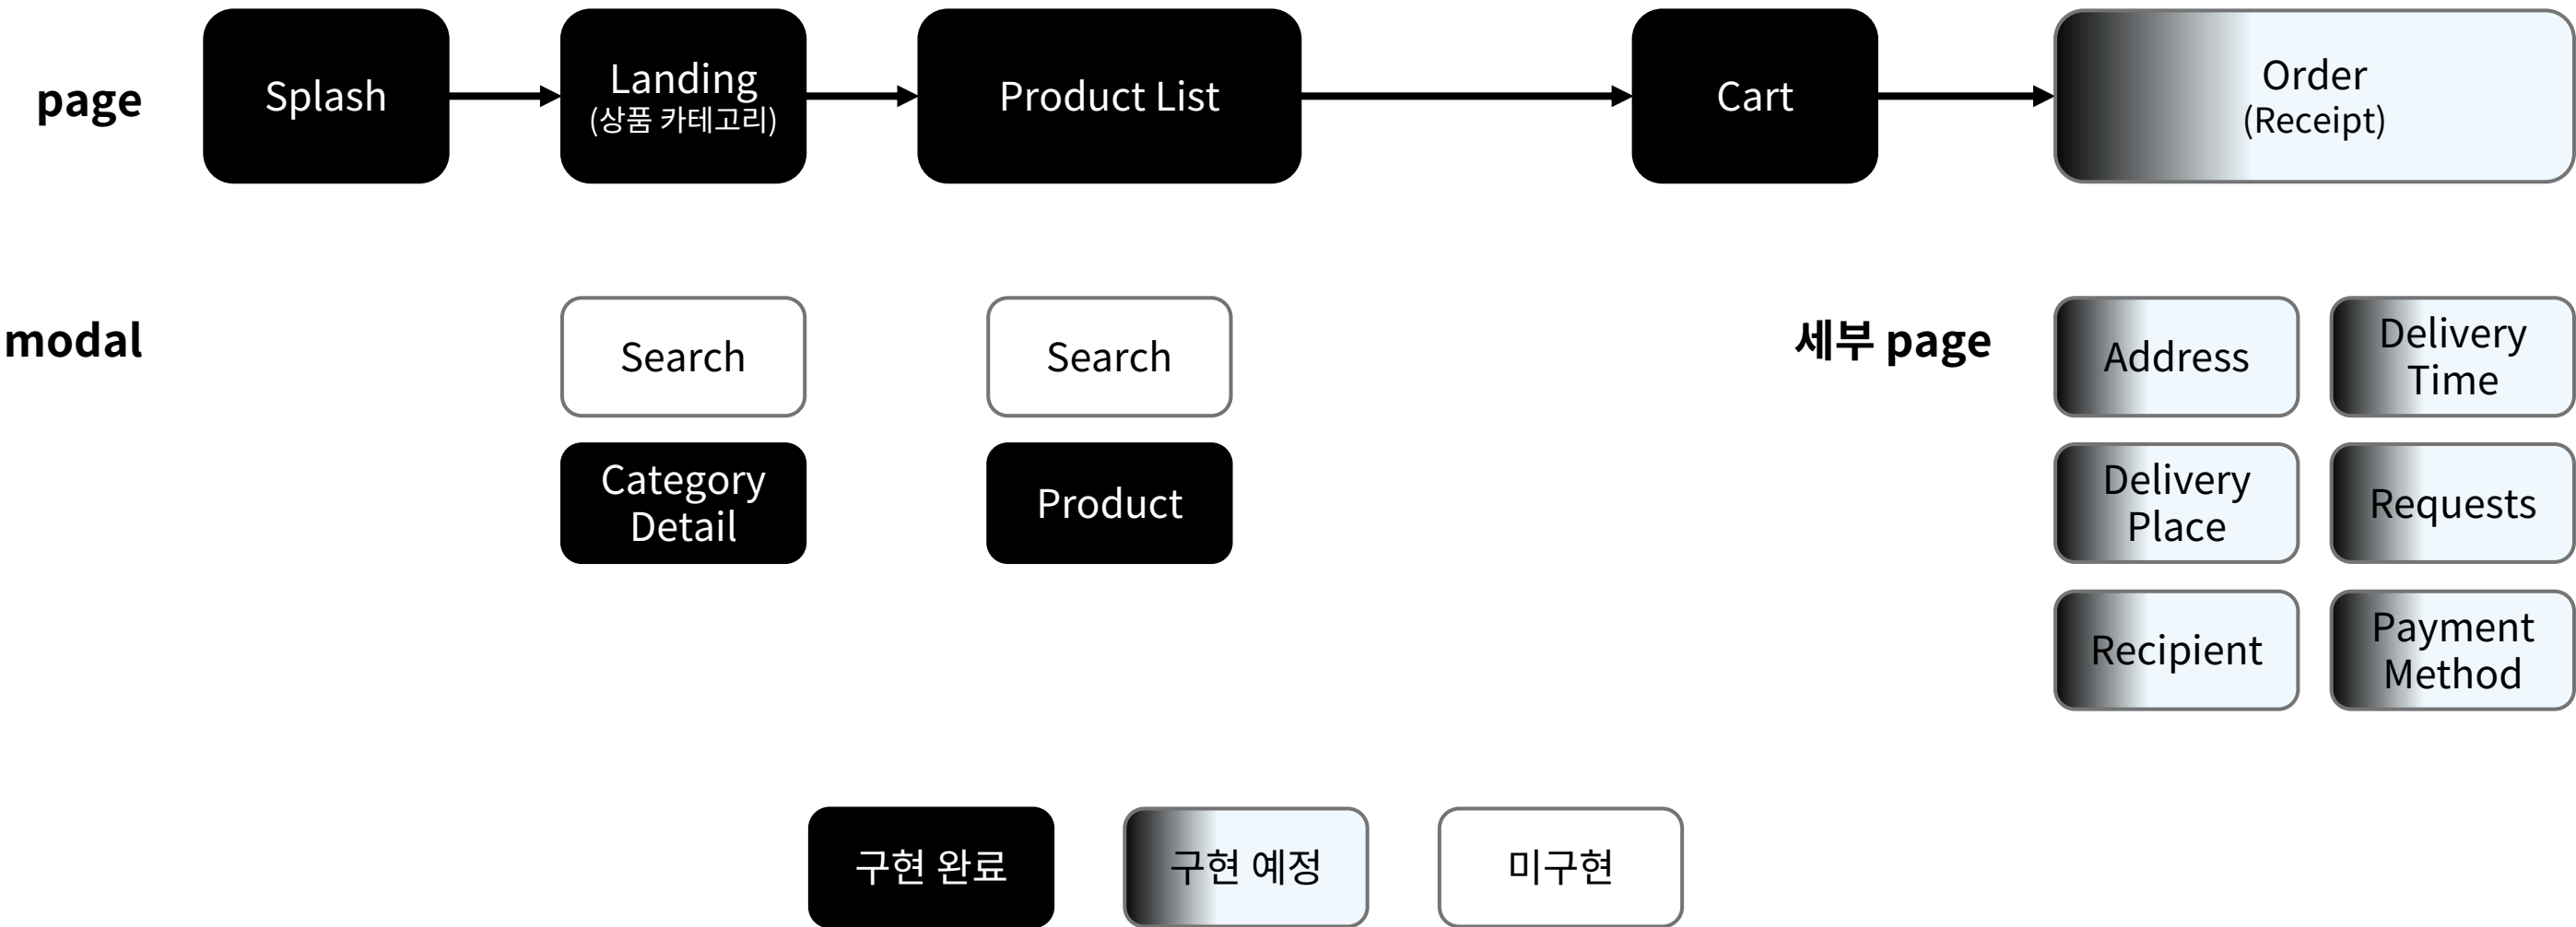 page
Splash
Landing
(상품 카테고리)
Product List
Cart
Order
(Receipt)
modal
Search
Search
세부 page
Address
Delivery
Time
Category
Detail
Product
Delivery
Place
Requests
Recipient
Payment
Method
구현 완료
구현 예정
미구현